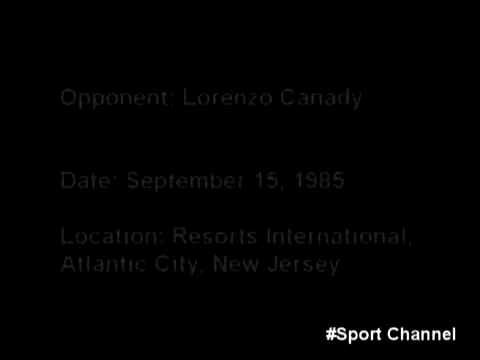 Opponent: Lorenzo Canady
Date: September 15, 1985
Location: Resorts International,
Atlantic City, New Jersey
#Sport Channel